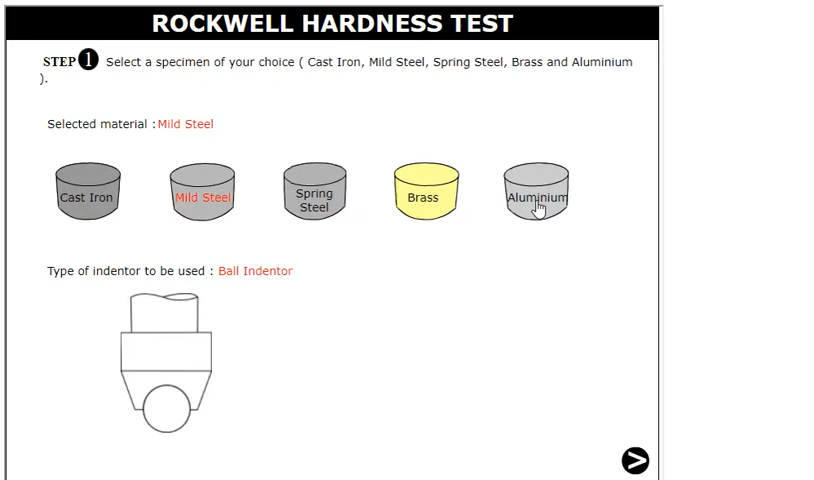 ROCKWELL HARDNESS TEST
STEP 1 Select a specimen of your choice ( Cast Iron, Mild Steel, Spring Steel, Brass and Aluminium
).
Selected material :Mild Steel
Cast Iron
Mild Steel
Spring
Steel
Brass
Aluminium
Type of indentor to be used : Ball Indentor
>